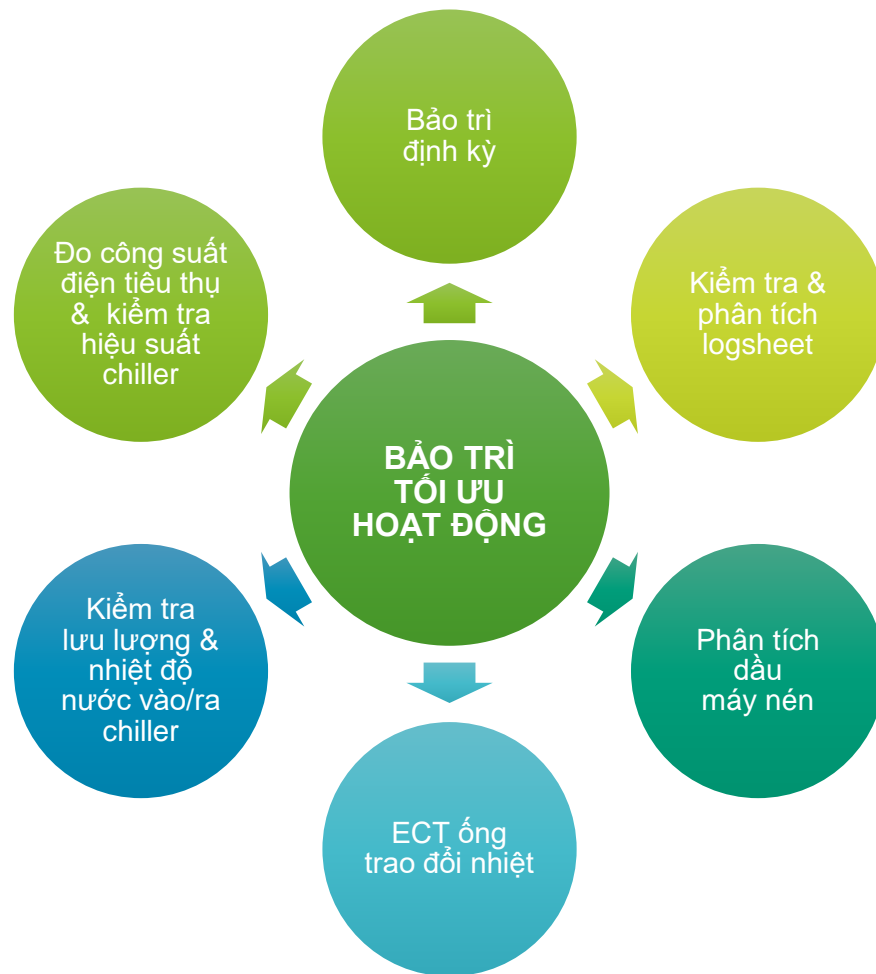 Bảo trì
định kỳ
Đo công suất
điện tiêu thụ
& kiểm tra
hiệu suất
chiller
Kiểm tra &
phân tích
logsheet
BẢO TRÌ
TỐI ƯU
HOẠT ĐỘNG
Kiểm tra
lưu lượng &
nhiệt độ
nước vào/ra
chiller
Phân tích
dầu
máy nén
ECT ống
trao đổi nhiệt